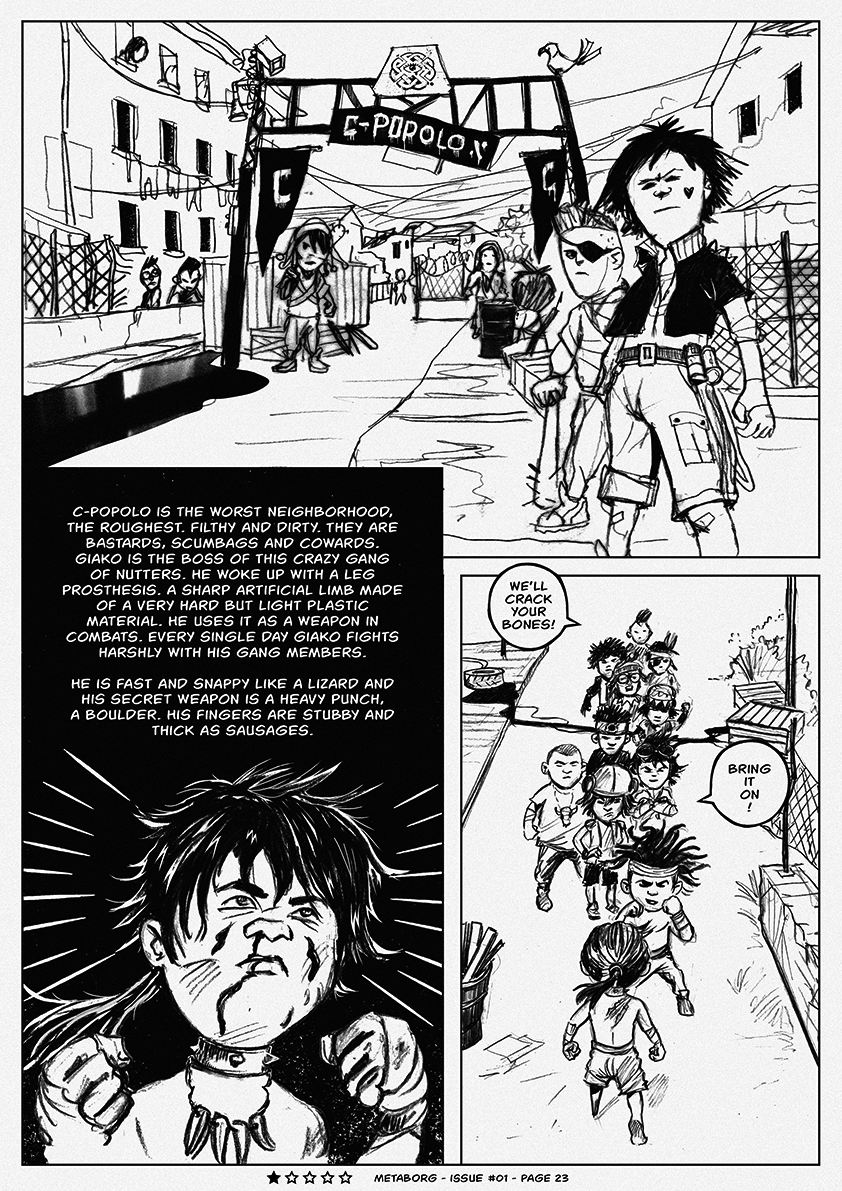 C-POPOLO
C
C
C-POPOLO IS THE WORST NEIGHBORHOOD,
THE ROUGHEST. FILTHY AND DIRTY. THEY ARE
BASTARDS, SCUMBAGS AND COWARDS.
GIAKO IS THE BOSS OF THIS CRAZY GANG
OF NUTTERS. HE WOKE UP WITH A LEG
PROSTHESIS. A SHARP ARTIFICIAL LIMB MADE
OF A VERY HARD BUT LIGHT PLASTIC
MATERIAL. HE USES IT AS A WEAPON IN
COMBATS. EVERY SINGLE DAY GIAKO FIGHTS
HARSHLY WITH HIS GANG MEMBERS.
HE IS FAST AND SNAPPY LIKE A LIZARD AND
HIS SECRET WEAPON IS A HEAVY PUNCH,
A BOULDER. HIS FINGERS ARE STUBBY AND
THICK AS SAUSAGES.
WE'LL
CRACK
YOUR
BONES!
BRING
IT
ON
!
METABORG - ISSUE #01 - PAGE 23